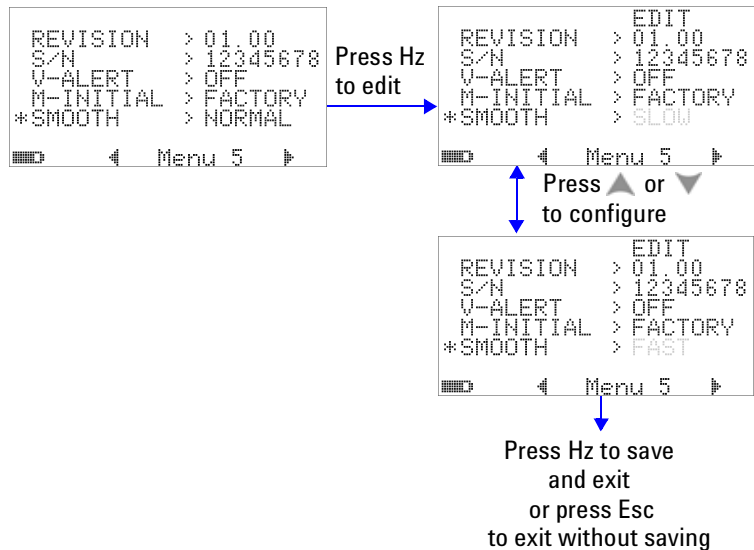 REVISION > 01.00
S/N > 12345678
V-ALERT > OFF
M-INITIAL > FACTORY
*SMOOTH > NORMAL
Menu 5
Press Hz
to edit
EDIT
REVISION > 01.00
S/N > 12345678
V-ALERT > OFF
M-INITIAL > FACTORY
*SMOOTH > SLOW
Menu 5
Press or
to configure
EDIT
REVISION > 01.00
S/N > 12345678
V-ALERT > OFF
M-INITIAL > FACTORY
*SMOOTH > FAST
Menu 5
Press Hz to save
and exit
or press Esc
to exit without saving